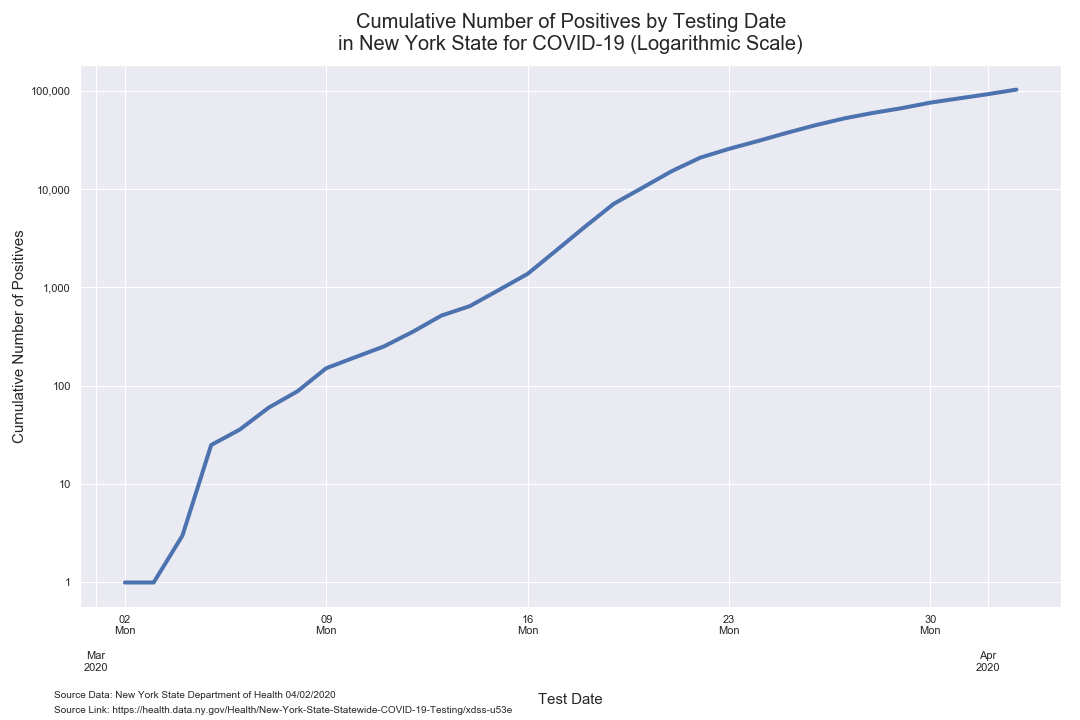 Cumulative Number of Positives by Testing Date
in New York State for COVID-19 (Logarithmic Scale)
Cumulative Number of Positives
100,000
10,000
1,000
100
10
1
02 09 16 23 30
Mon Mon Mon Mon Mon
Mar Apr
2020 2020
Test Date
Source Data: New York State Department of Health 04/02/2020
Source Link: https://health.data.ny.gov/Health/New-York-State-Statewide-COVID-19-Testing/xdss-u53e